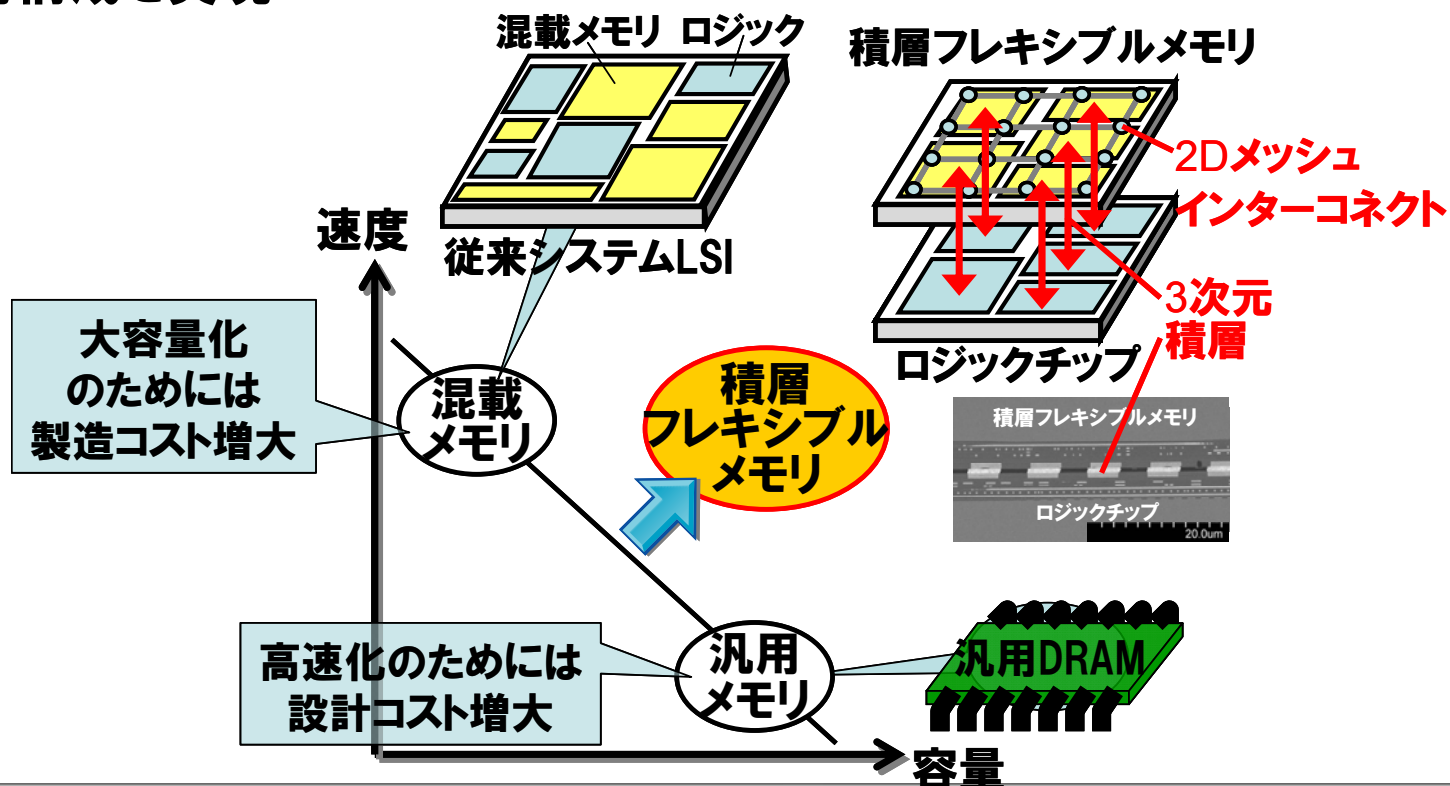 混載メモリ ロジック
積層フレキシブルメモリ
2Dメッシュ
インターコネクト
速度
従来システムLSI
3次元
積層
ロジックチップ
大容量化
のためには
製造コスト増大
混載
メモリ
積層
フレキシブル
メモリ
積層フレキシブルメモリ
ロジックチップ
20.0um
高速化のためには
設計コスト増大
汎用
メモリ
汎用DRAM
容量